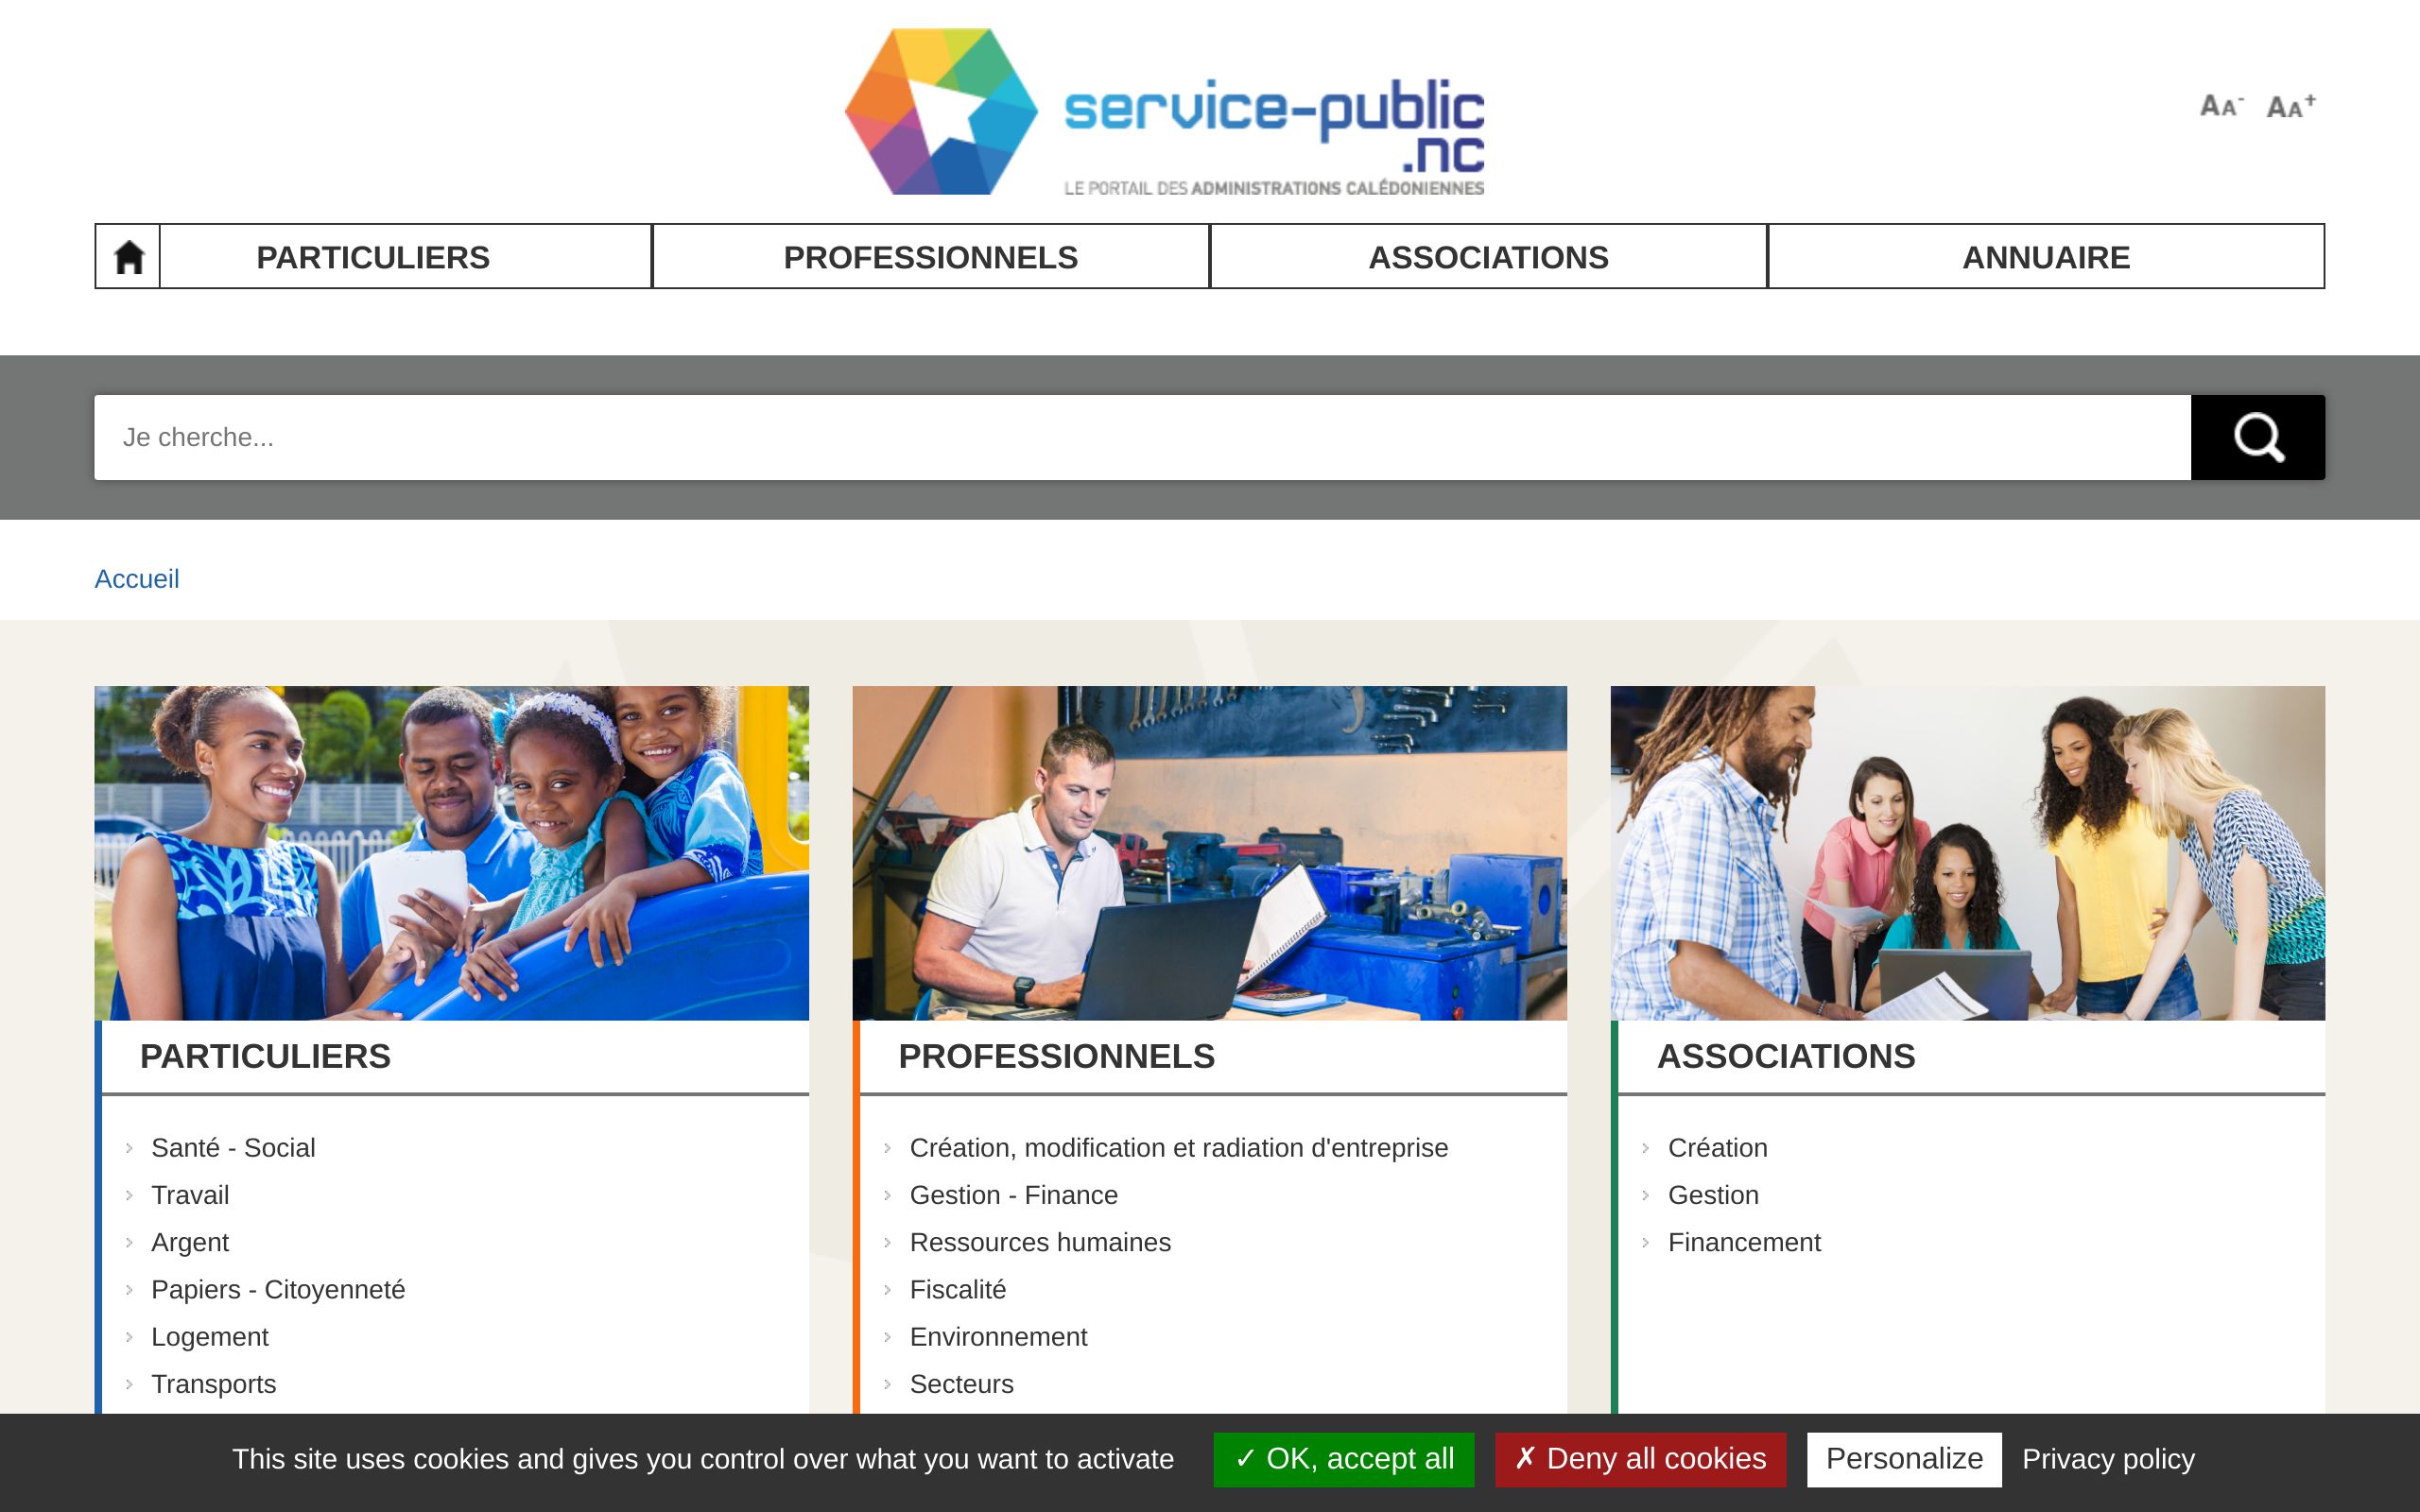 service-public
.nc
LE PORTAIL DES ADMINISTRATIONS CALÉDONIENNES
AA- AA+
PARTICULIERS PROFESSIONNELS ASSOCIATIONS ANNUAIRE
Je cherche...
Accueil
PARTICULIERS
Santé - Social
Travail
Argent
Papiers - Citoyenneté
Logement
Transports
PROFESSIONNELS
Création, modification et radiation d'entreprise
Gestion - Finance
Ressources humaines
Fiscalité
Environnement
Secteurs
ASSOCIATIONS
Création
Gestion
Financement
This site uses cookies and gives you control over what you want to activate ✓ OK, accept all ✗ Deny all cookies Personalize Privacy policy